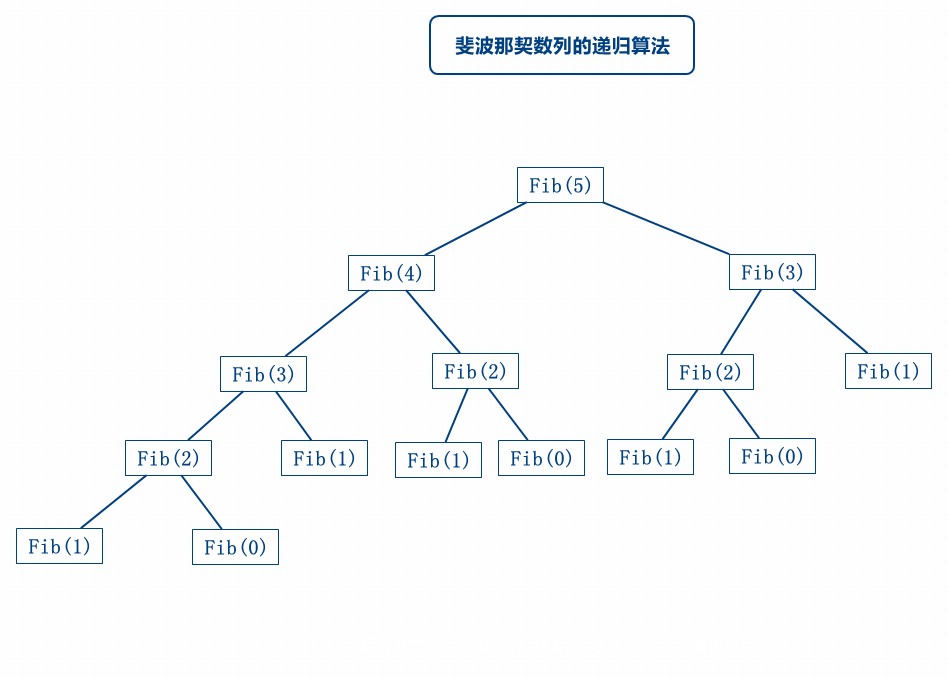 斐波那契数列的递归算法
Fib(5)
Fib(4)
Fib(3)
Fib(3)
Fib(2)
Fib(2)
Fib(1)
Fib(2)
Fib(1)
Fib(1)
Fib(0)
Fib(1)
Fib(0)
Fib(1)
Fib(0)